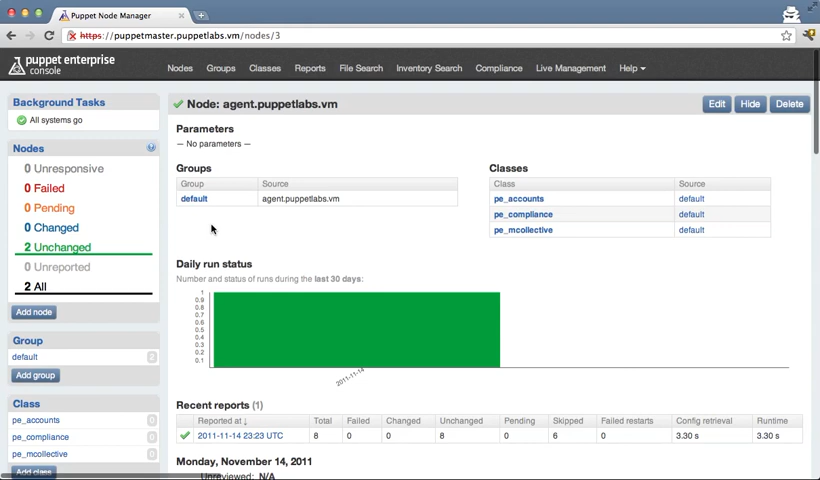 Puppet Node Manager
https://puppetmaster.puppetlabs.vm/nodes/3
puppet enterprise
console
Nodes Groups Classes Reports File Search Inventory Search Compliance Live Management Help
Background Tasks
All systems go
Nodes
0 Unresponsive
0 Failed
0 Pending
0 Changed
2 Unchanged
0 Unreported
2 All
Add node
Group
default 2
Add group
Class
pe_accounts 0
pe_compliance 0
pe_mcollective 0
Add class
Node: agent.puppetlabs.vm
Edit Hide Delete
Parameters
— No parameters —
Groups
Group Source
default agent.puppetlabs.vm
Classes
Class Source
pe_accounts default
pe_compliance default
pe_mcollective default
Daily run status
Number and status of runs during the last 30 days:
1
0.9
0.8
0.7
0.6
0.5
0.4
0.3
0.2
0.1
2011-11-14
Recent reports (1)
Reported at ↓ Total Failed Changed Unchanged Pending Skipped Failed restarts Config retrieval Runtime
2011-11-14 23:23 UTC 8 0 0 8 0 6 0 3.30 s 3.30 s
Monday, November 14, 2011
Unreviewed: N/A